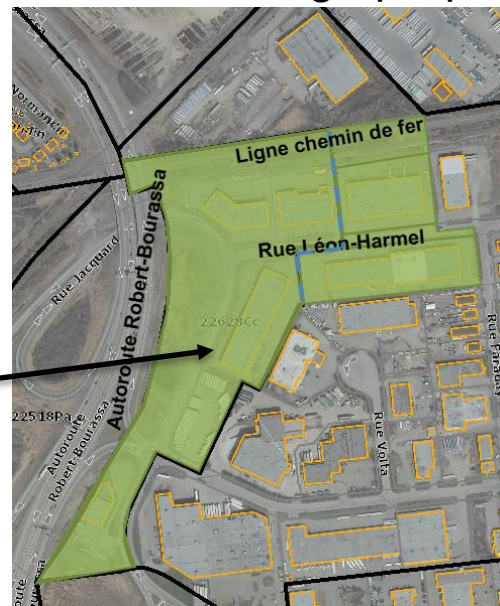 Normandin
Ligne chemin de fer
Autoroute Robert-Bourassa
Rue Jacquard
Rue Léon-Harmel
22628Cc
22518Pa
Autoroute
Robert-Bourassa
Rue Volta